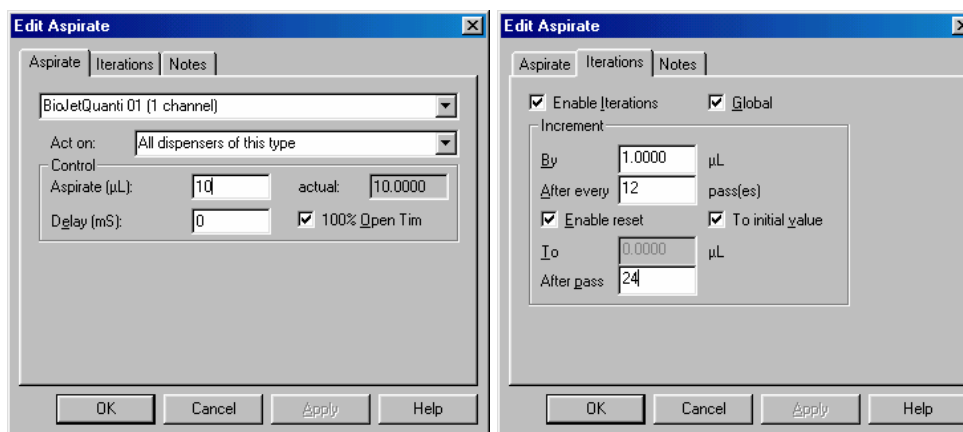 Edit Aspirate
Aspirate Iterations Notes
BioJetQuanti 01 (1 channel)
Act on: All dispensers of this type
Control
Aspirate (µL): 10 actual: 10.0000
Delay (mS): 0 100% Open Tim
OK Cancel Apply Help
Edit Aspirate
Aspirate Iterations Notes
Enable Iterations Global
Increment
By 1.0000 µL
After every 12 pass(es)
Enable reset To initial value
To 0.0000 µL
After pass 24
OK Cancel Apply Help